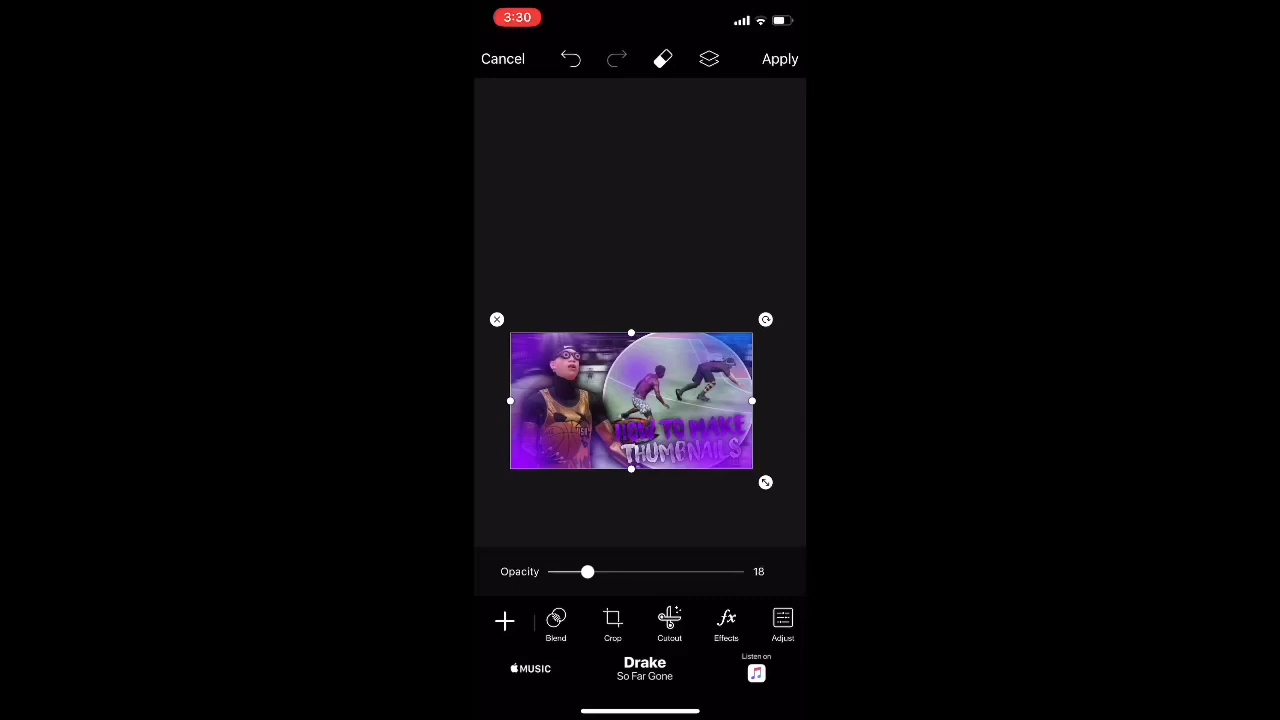 3:30
Cancel
Apply
HOW TO MAKE
THUMBNAILS
Opacity
18
Blend
Crop
Cutout
fx
Effects
Adjust
MUSIC
Drake
So Far Gone
Listen on